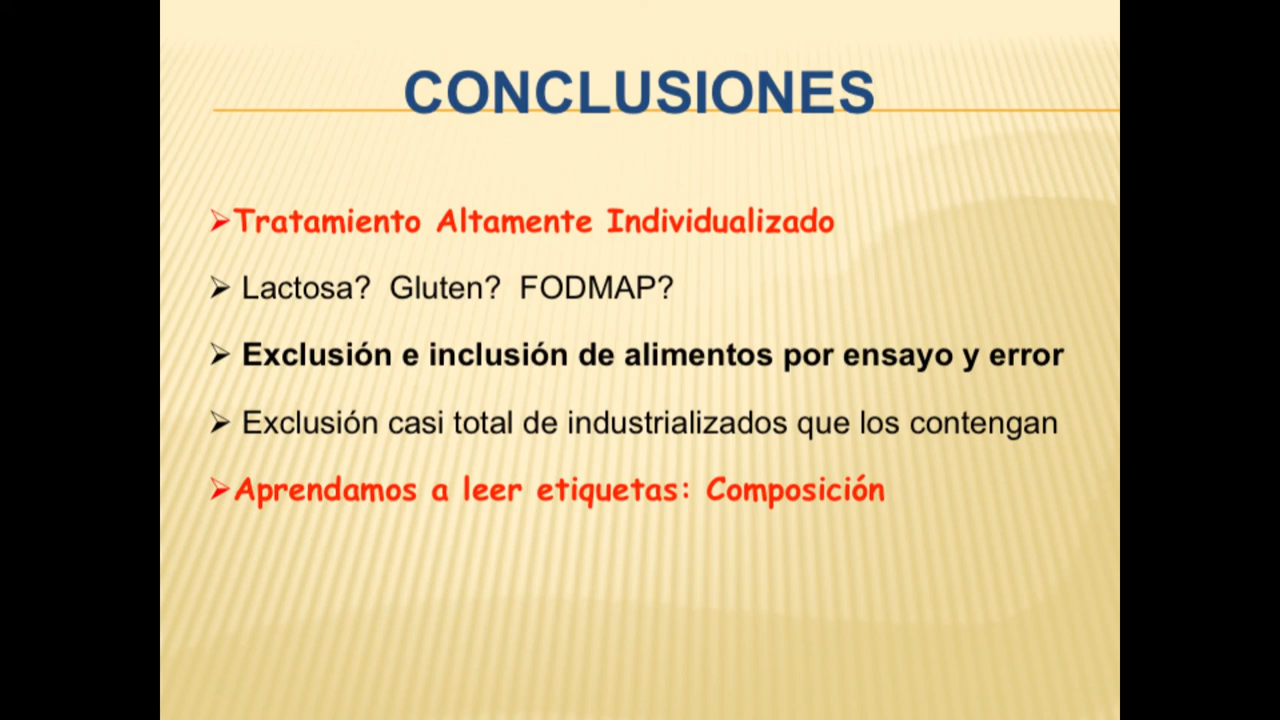 CONCLUSIONES
➢Tratamiento Altamente Individualizado
➢ Lactosa? Gluten? FODMAP?
➢ Exclusión e inclusión de alimentos por ensayo y error
➢ Exclusión casi total de industrializados que los contengan
➢Aprendamos a leer etiquetas: Composición